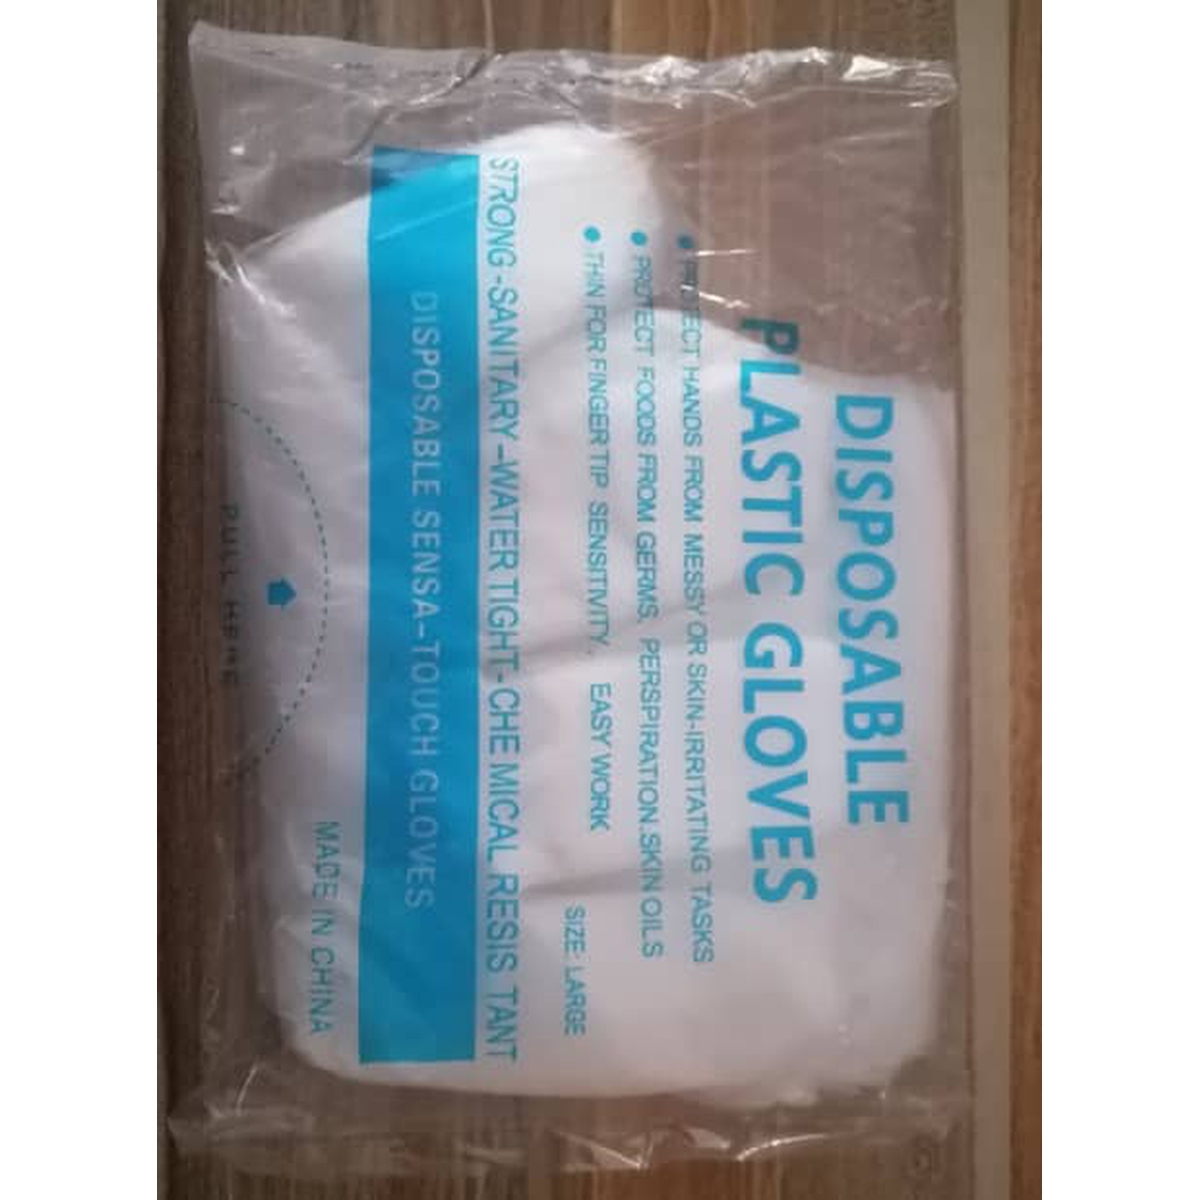 DISPOSABLE
PLASTIC GLOVES
● PROTECT HANDS FROM MESSY OR SKIN-IRRITATING TASKS
● PROTECT FOODS FROM GERMS. PERSPIRATION.SKIN OILS
● THIN FOR FINGER TIP SENSITIVITY. EASY WORK
SIZE: LARGE
STRONG-SANITARY-WATER TIGHT-CHE MICAL RESIS TANT
DISPOSABLE SENSA-TOUCH GLOVES
MADE IN CHINA
PULL HERE